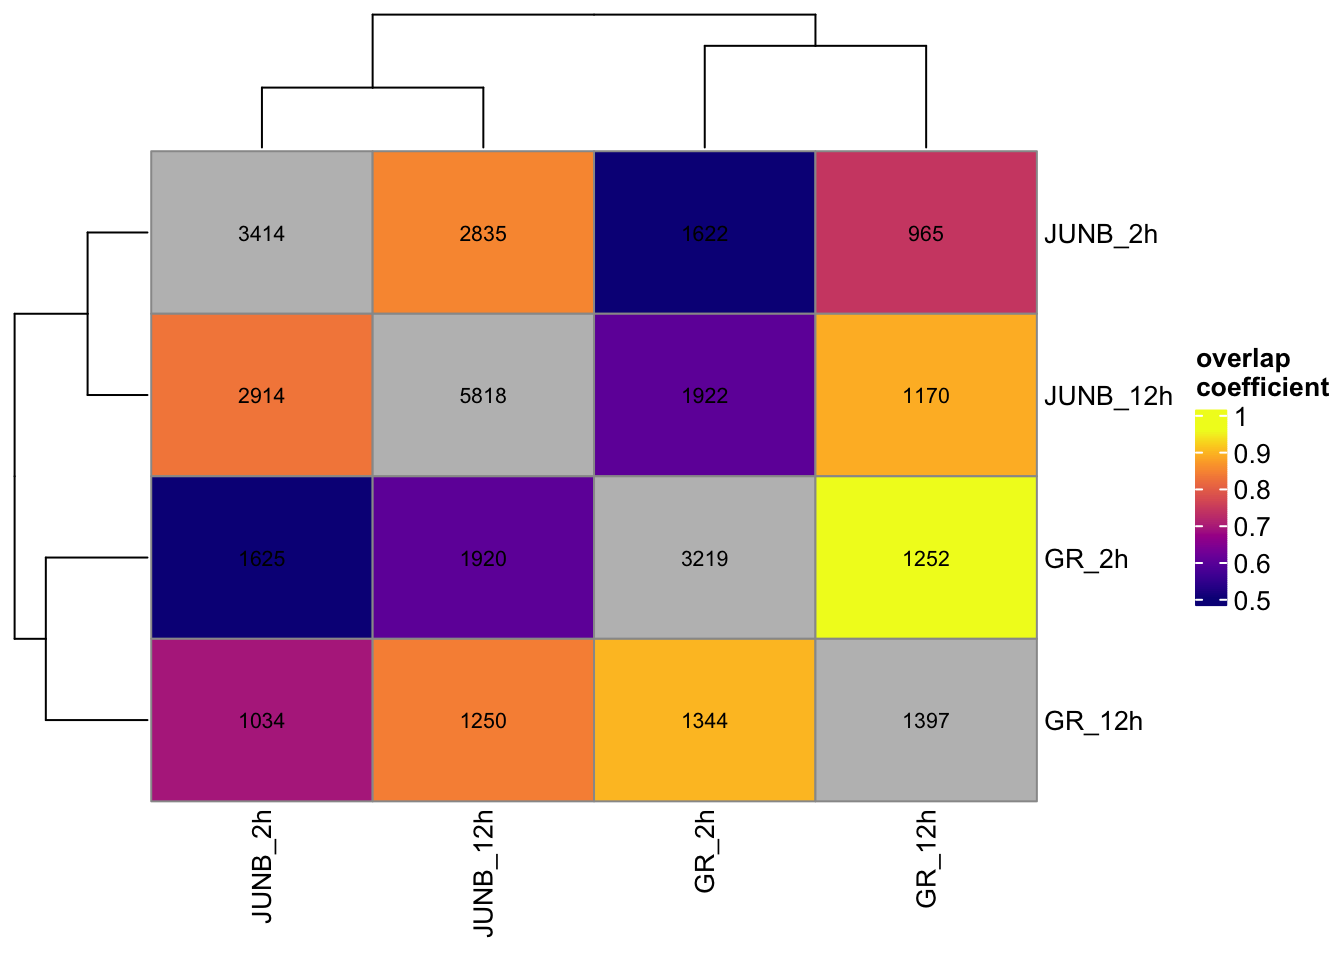 3414 2835 1622 965 JUNB_2h
2914 5818 1922 1170 JUNB_12h
1625 1920 3219 1252 GR_2h
1034 1250 1344 1397 GR_12h
JUNB_2h JUNB_12h GR_2h GR_12h
overlap
coefficient
1
0.9
0.8
0.7
0.6
0.5